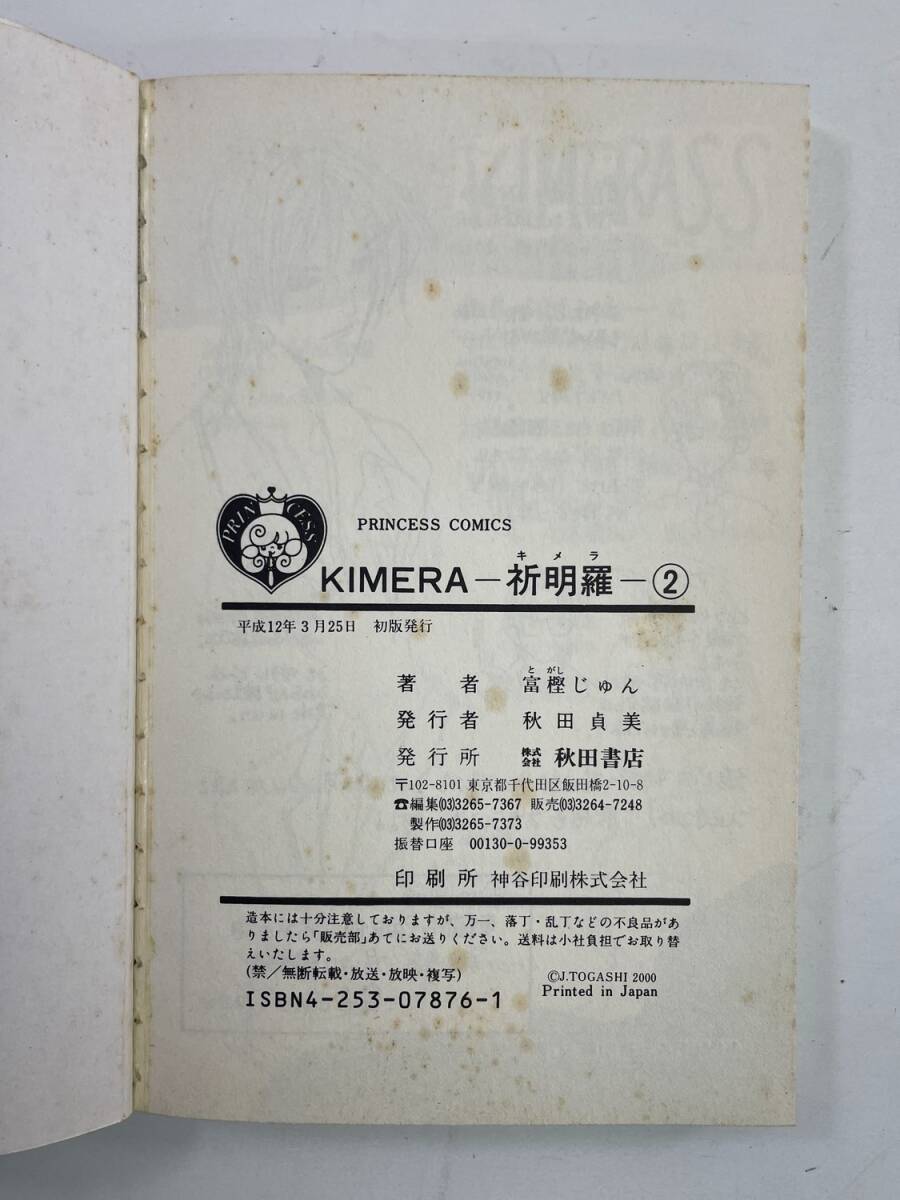 PRINCESS
PRINCESS COMICS
キメラ
KIMERA—祈明羅—②
平成12年3月25日 初版発行
とがし
著者 富樫じゅん
発行者 秋田貞美
発行所 株式会社 秋田書店
〒102-8101 東京都千代田区飯田橋2-10-8
☎編集(03)3265-7367 販売(03)3264-7248
製作(03)3265-7373
振替口座 00130-0-99353
印刷所 神谷印刷株式会社
造本には十分注意しておりますが、万一、落丁・乱丁などの不良品があ
りましたら「販売部」あてにお送りください。送料は小社負担でお取り替
えいたします。
(禁/無断転載・放送・放映・複写)
©J.TOGASHI 2000
ISBN4-253-07876-1
Printed in Japan